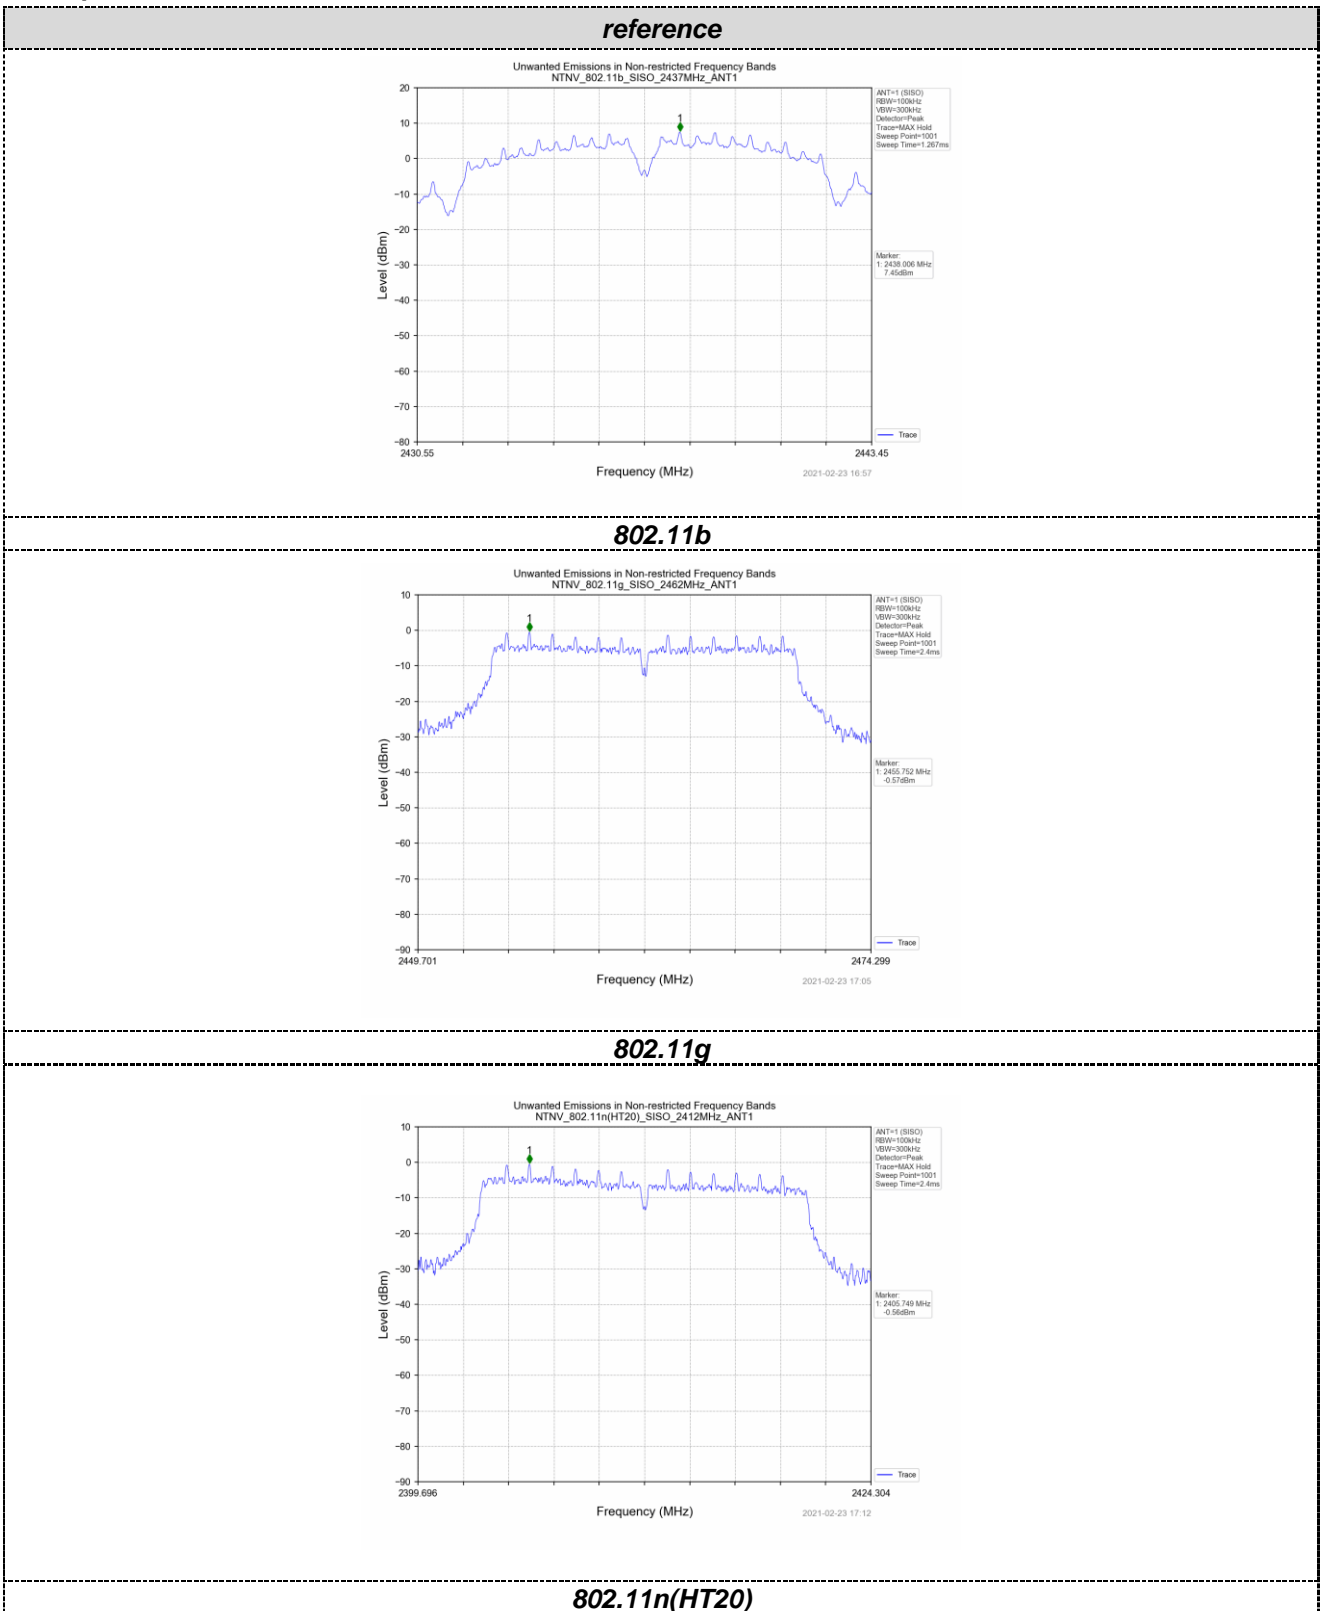 reference
Unwanted Emissions in Non-restricted Frequency Bands
NTNV_802.11b_SISO_2437MHz_ANT1
ANT=1 (SISO)
RBW=100kHz
VBW=300kHz
Detector=Peak
Trace=MAX Hold
Sweep Point=1001
Sweep Time=1.267ms
20
10
0
−10
−20
−30
−40
−50
−60
−70
−80
Level (dBm)
1
Marker:
1: 2438.006 MHz
7.45dBm
Trace
2430.55
2443.45
Frequency (MHz)
2021-02-23 16:57
802.11b
Unwanted Emissions in Non-restricted Frequency Bands
NTNV_802.11g_SISO_2462MHz_ANT1
ANT=1 (SISO)
RBW=100kHz
VBW=300kHz
Detector=Peak
Trace=MAX Hold
Sweep Point=1001
Sweep Time=2.4ms
10
0
−10
−20
−30
−40
−50
−60
−70
−80
−90
Level (dBm)
1
Marker:
1: 2455.752 MHz
-0.57dBm
Trace
2449.701
2474.299
Frequency (MHz)
2021-02-23 17:05
802.11g
Unwanted Emissions in Non-restricted Frequency Bands
NTNV_802.11n(HT20)_SISO_2412MHz_ANT1
ANT=1 (SISO)
RBW=100kHz
VBW=300kHz
Detector=Peak
Trace=MAX Hold
Sweep Point=1001
Sweep Time=2.4ms
10
0
−10
−20
−30
−40
−50
−60
−70
−80
−90
Level (dBm)
1
Marker:
1: 2405.749 MHz
-0.56dBm
Trace
2399.696
2424.304
Frequency (MHz)
2021-02-23 17:12
802.11n(HT20)